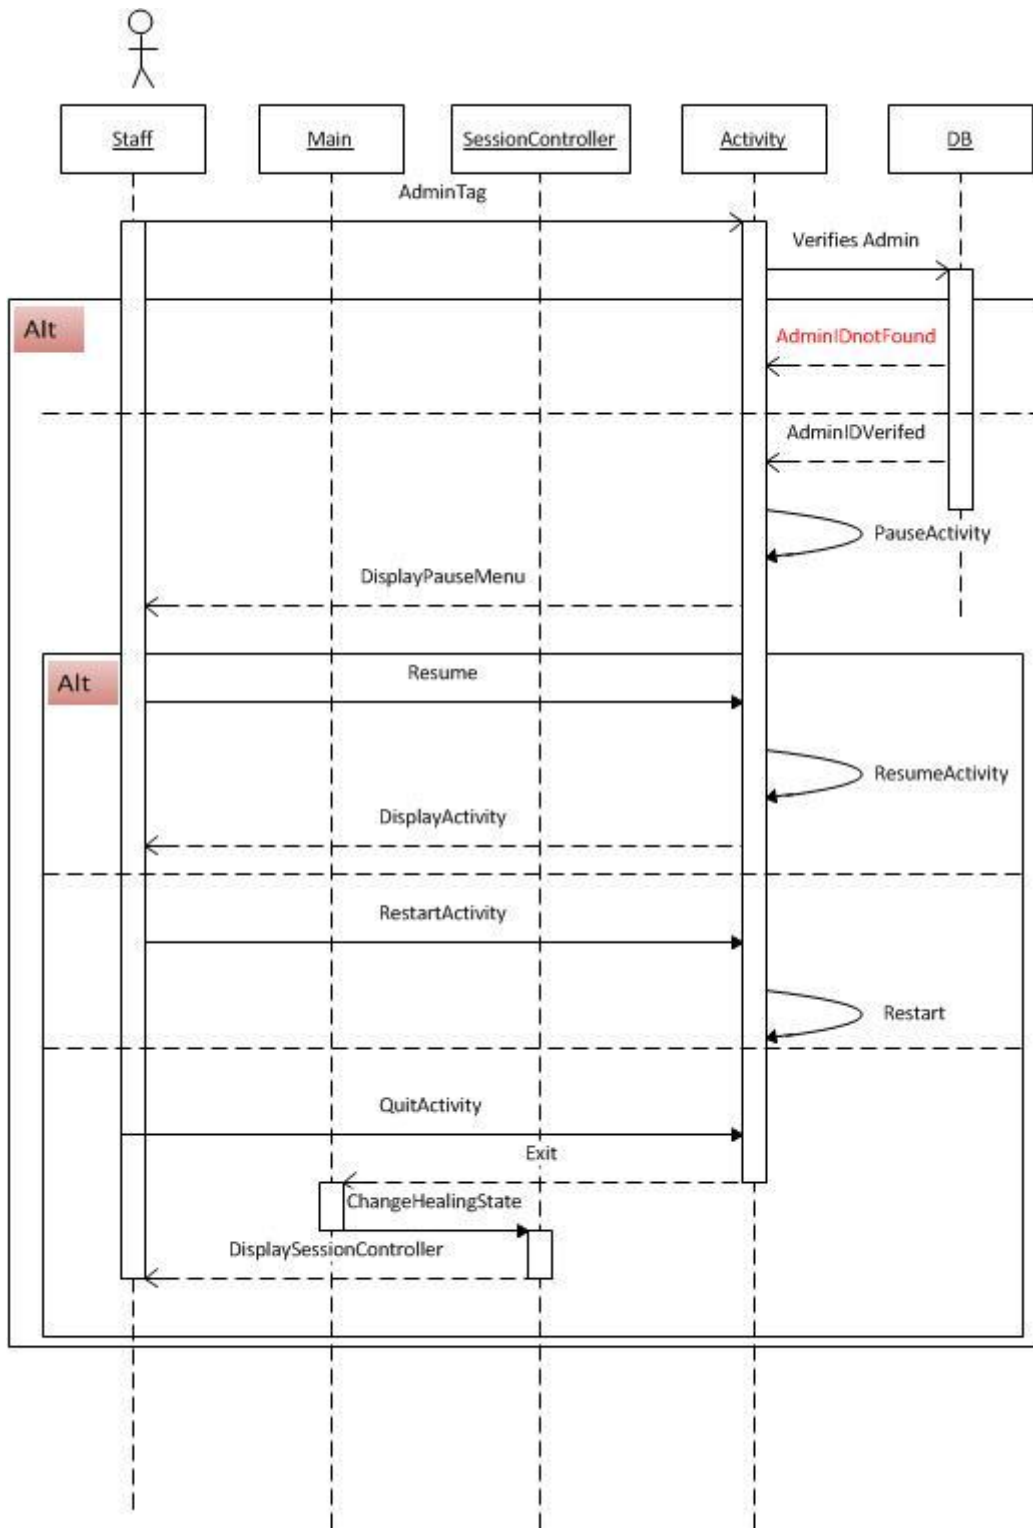 Staff
Main
SessionController
Activity
DB
AdminTag
Verifies Admin
Alt
AdminIDnotFound
AdminIDVerifed
PauseActivity
DisplayPauseMenu
Alt
Resume
ResumeActivity
DisplayActivity
RestartActivity
Restart
QuitActivity
Exit
ChangeHealingState
DisplaySessionController